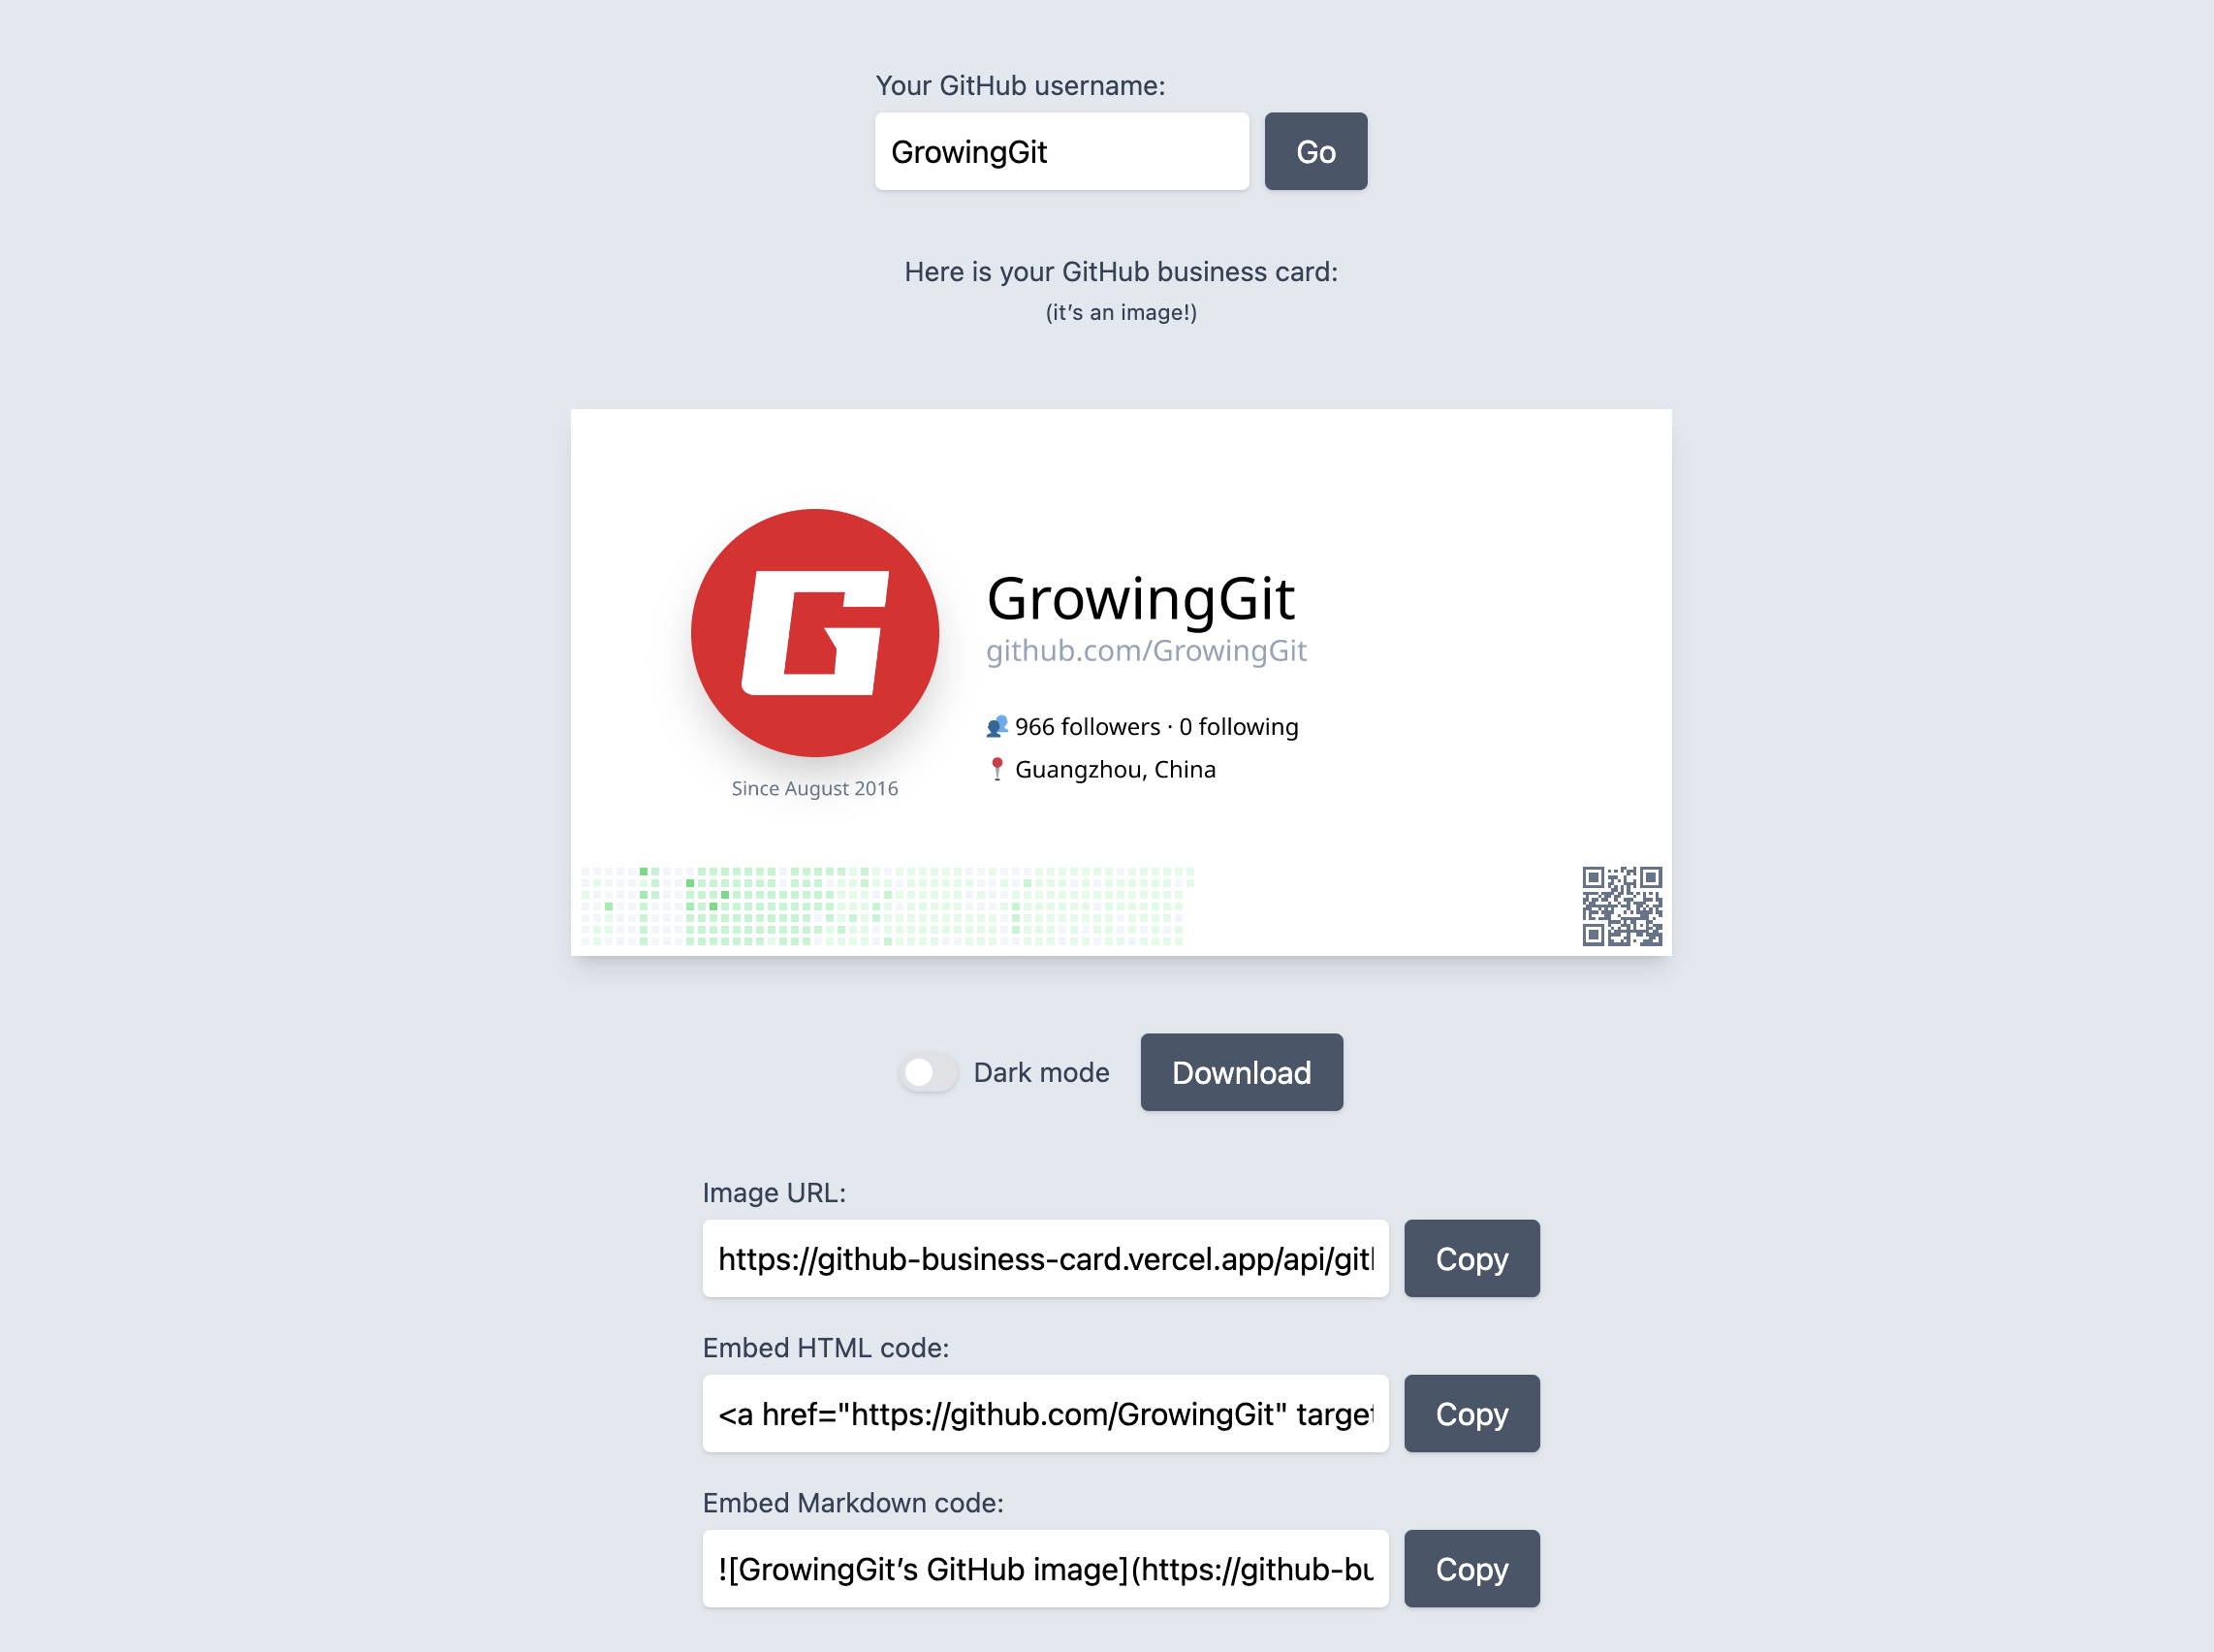 Your GitHub username:
GrowingGit
Go
Here is your GitHub business card:
(it’s an image!)
G
GrowingGit
github.com/GrowingGit
966 followers · 0 following
Guangzhou, China
Since August 2016
Dark mode
Download
Image URL:
https://github-business-card.vercel.app/api/gitl
Copy
Embed HTML code:
<a href="https://github.com/GrowingGit" target
Copy
Embed Markdown code:
![GrowingGit’s GitHub image](https://github-bu
Copy